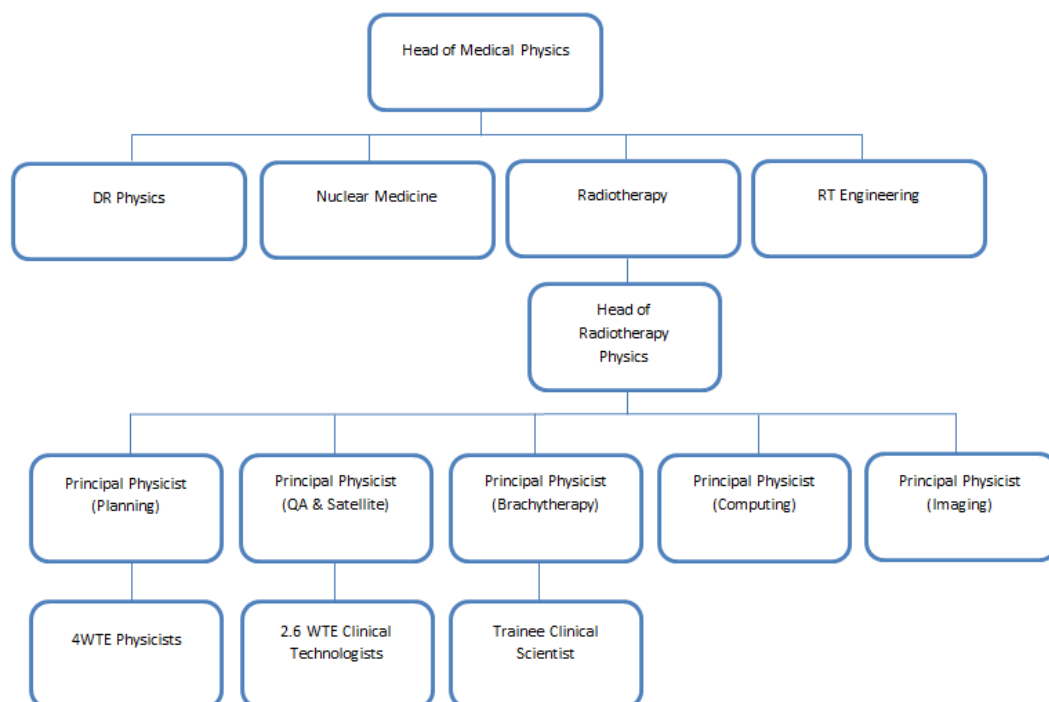 Head of Medical Physics
DR Physics
Nuclear Medicine
Radiotherapy
RT Engineering
Head of
Radiotherapy
Physics
Principal Physicist
(Planning)
Principal Physicist
(QA & Satellite)
Principal Physicist
(Brachytherapy)
Principal Physicist
(Computing)
Principal Physicist
(Imaging)
4WTE Physicists
2.6 WTE Clinical
Technologists
Trainee Clinical
Scientist